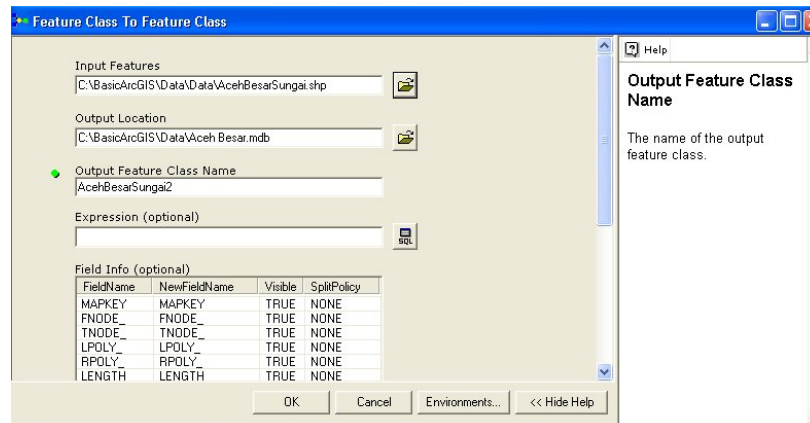 Feature Class To Feature Class
Input Features
C:\BasicArcGIS\Data\Data\AcehBesarSungai.shp
Output Location
C:\BasicArcGIS\Data\Aceh Besar.mdb
Output Feature Class Name
AcehBesarSungai2
Expression (optional)
SQL
Field Info (optional)
FieldName NewFieldName Visible SplitPolicy
MAPKEY MAPKEY TRUE NONE
FNODE_ FNODE_ TRUE NONE
TNODE_ TNODE_ TRUE NONE
LPOLY_ LPOLY_ TRUE NONE
RPOLY_ RPOLY_ TRUE NONE
LENGTH LENGTH TRUE NONE
OK Cancel Environments... << Hide Help
Help
Output Feature Class
Name
The name of the output
feature class.